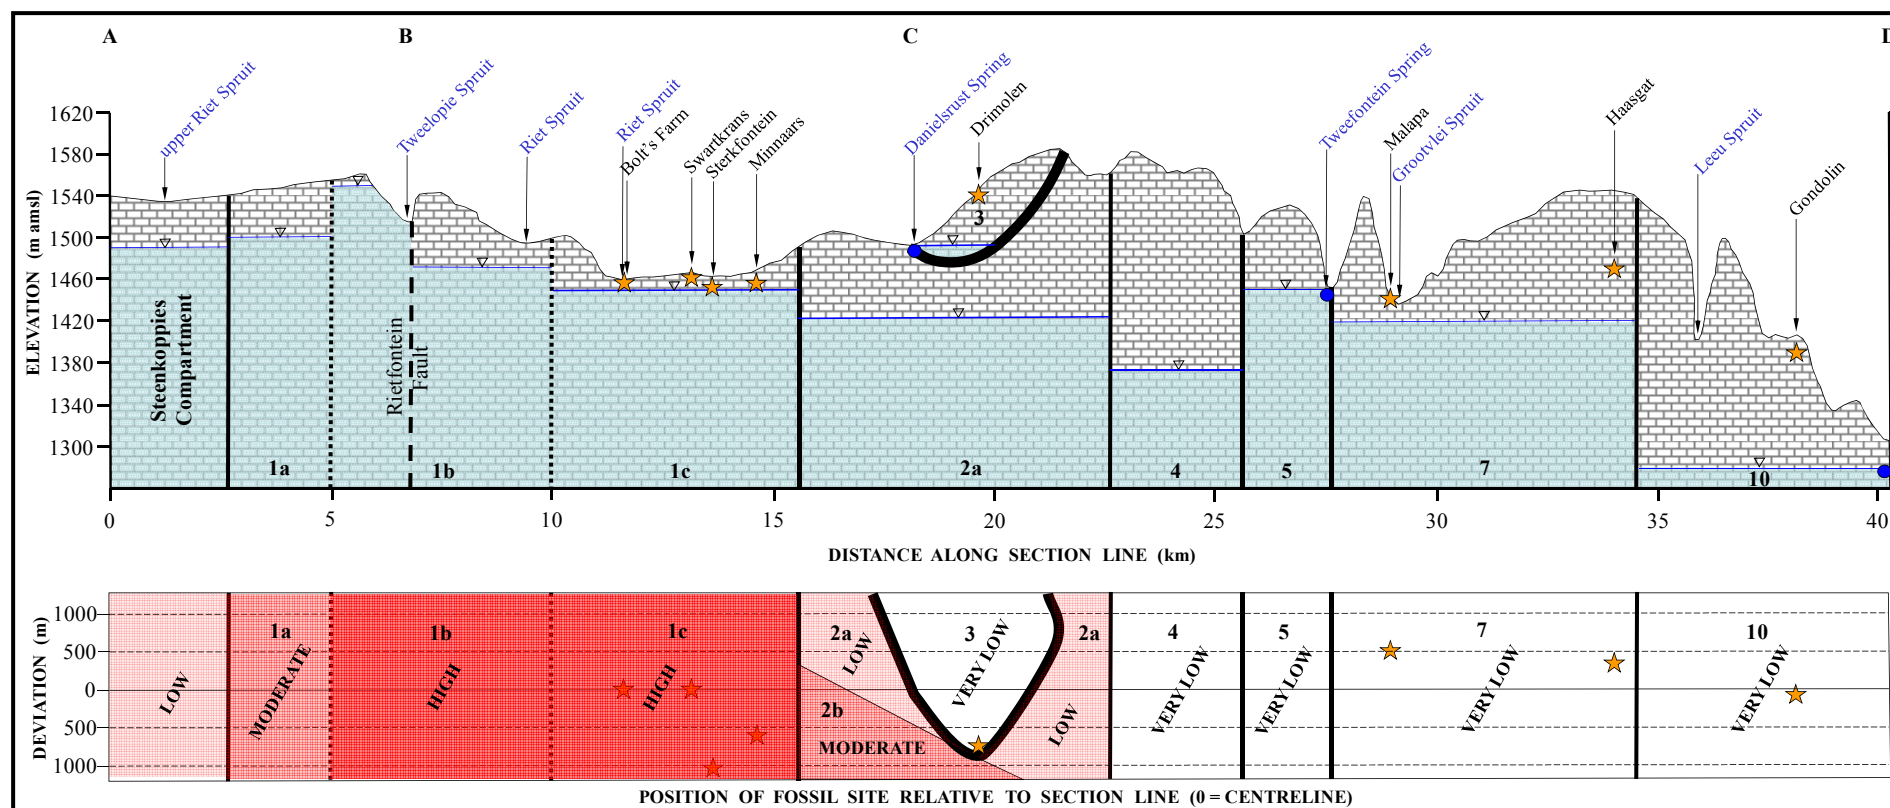 A
B
C
D
upper Riet Spruit
Tweelopie Spruit
Riet Spruit
Riet Spruit
Bolt's Farm
Swartkrans
Sterkfontein
Minnaars
Danielsrust Spring
Drimolen
Tweefontein Spring
Malapa
Grootvlei Spruit
Haasgat
Leeu Spruit
Gondolin
ELEVATION (m amsl)
1620
1580
1540
1500
1460
1420
1380
1340
1300
Steenkoppies
Compartment
Rietfontein
Fault
3
1a
1b
1c
2a
4
5
7
10
0
5
10
15
20
25
30
35
40
DISTANCE ALONG SECTION LINE (km)
DEVIATION (m)
1000
500
0
500
1000
LOW
1a
MODERATE
1b
HIGH
1c
HIGH
2a
LOW
2b
MODERATE
3
VERY LOW
2a
LOW
4
VERY LOW
5
VERY LOW
7
VERY LOW
10
VERY LOW
POSITION OF FOSSIL SITE RELATIVE TO SECTION LINE (0 = CENTRELINE)